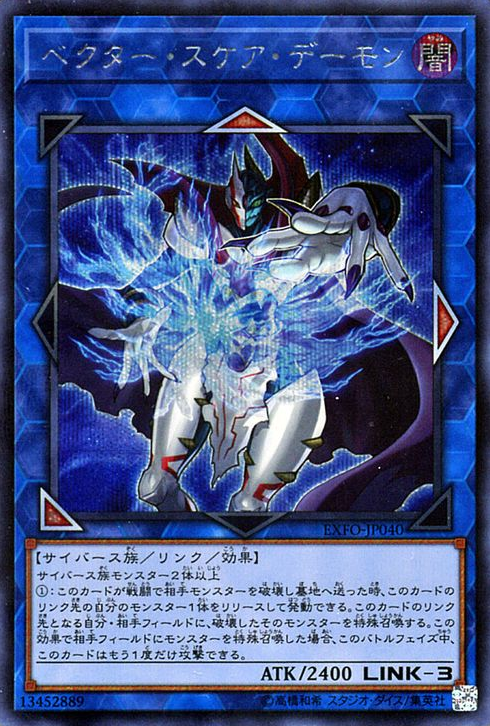 ベクター・スケア・デーモン 闇
EXFO-JP040
【サイバース族／リンク／効果】
サイバース族モンスター2体以上
①：このカードが戦闘で相手モンスターを破壊し墓地へ送った時、このカードの
リンク先の自分のモンスター1体をリリースして発動できる。このカードのリンク
先となる自分・相手フィールドに、破壊したそのモンスターを特殊召喚する。この
効果で相手フィールドにモンスターを特殊召喚した場合、このバトルフェイズ中、
このカードはもう1度だけ攻撃できる。
ATK/2400 LINK-3
13452889 ©高橋和希 スタジオ・ダイス/集英社